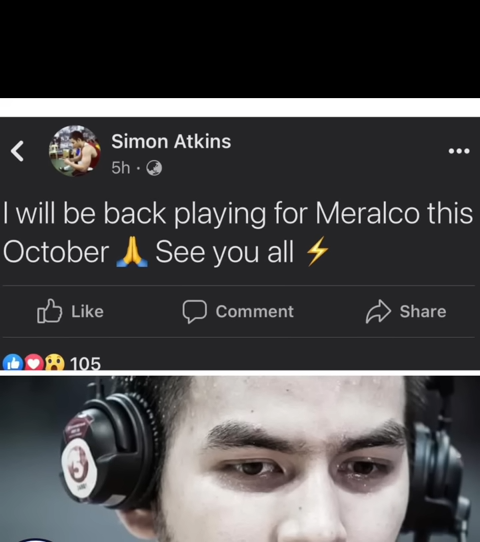 Simon Atkins
5h ·
I will be back playing for Meralco this
October 🙏 See you all ⚡
Like
Comment
Share
105